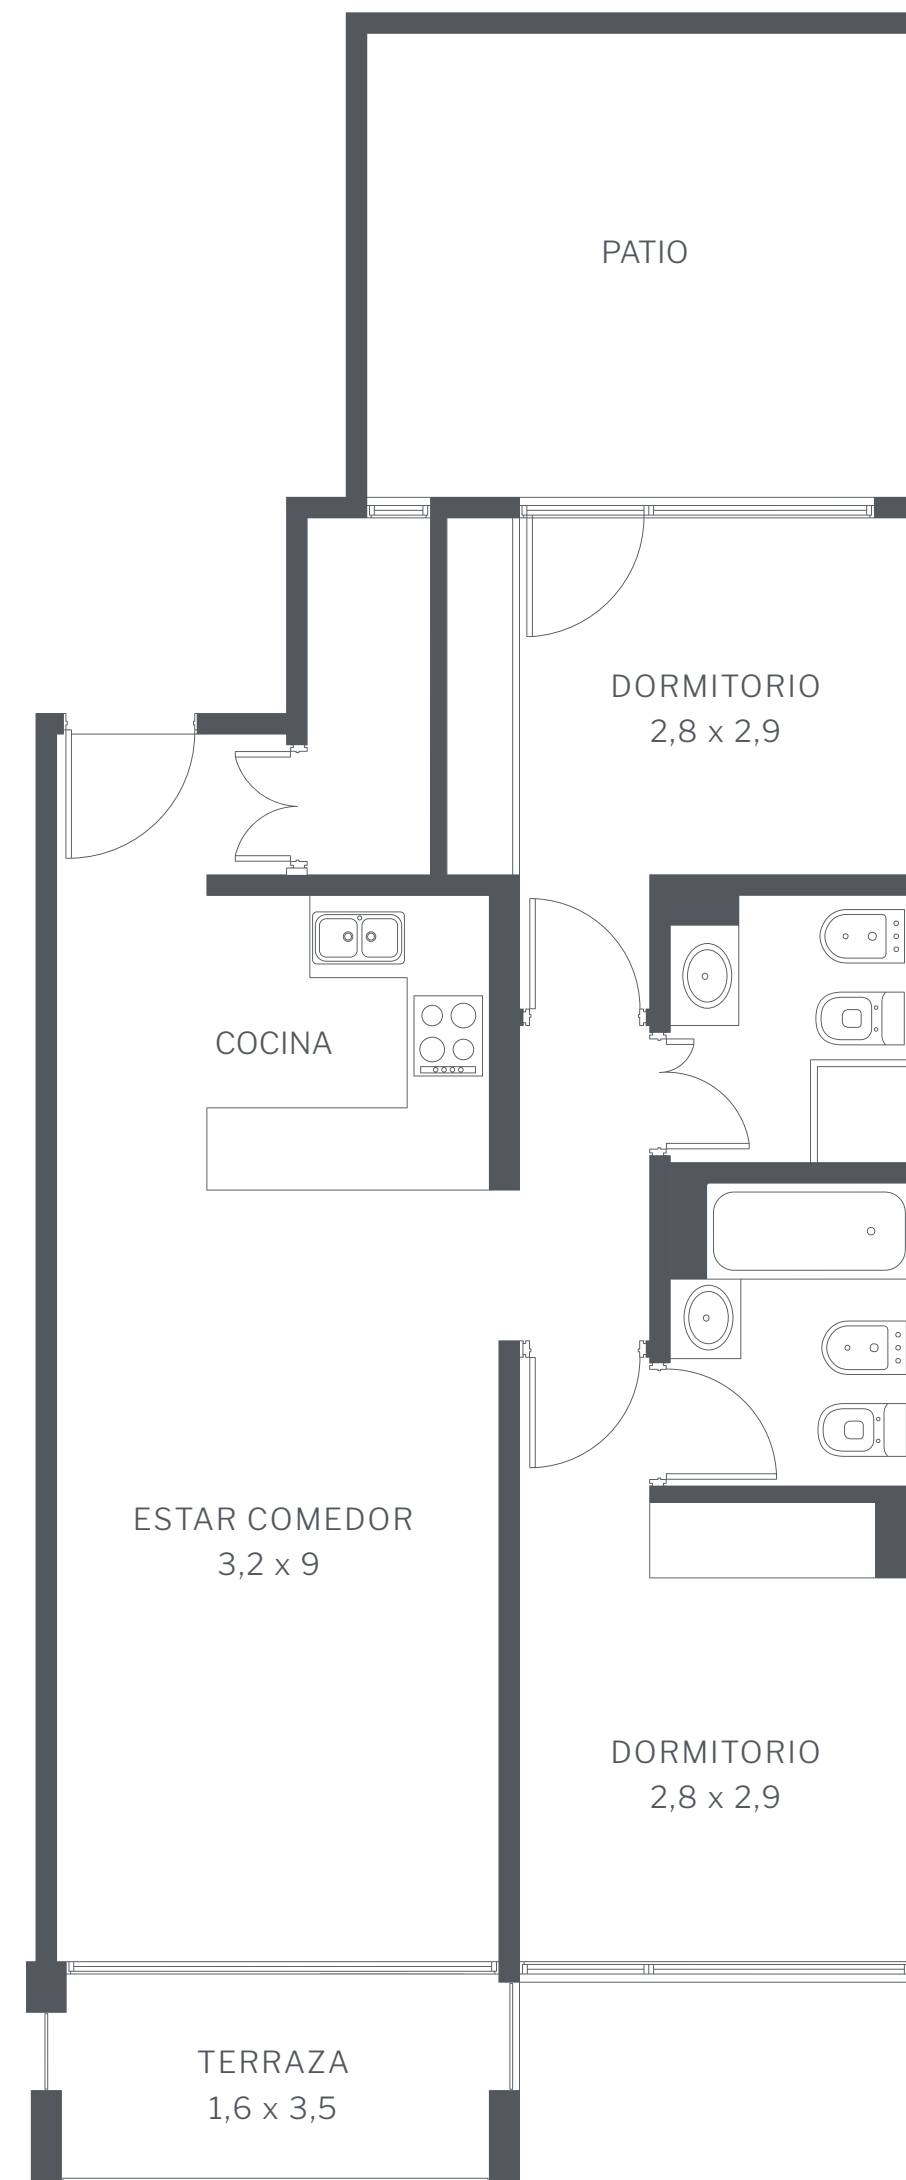 PATIO
DORMITORIO
2,8 x 2,9
COCINA
ESTAR COMEDOR
3,2 x 9
DORMITORIO
2,8 x 2,9
TERRAZA
1,6 x 3,5